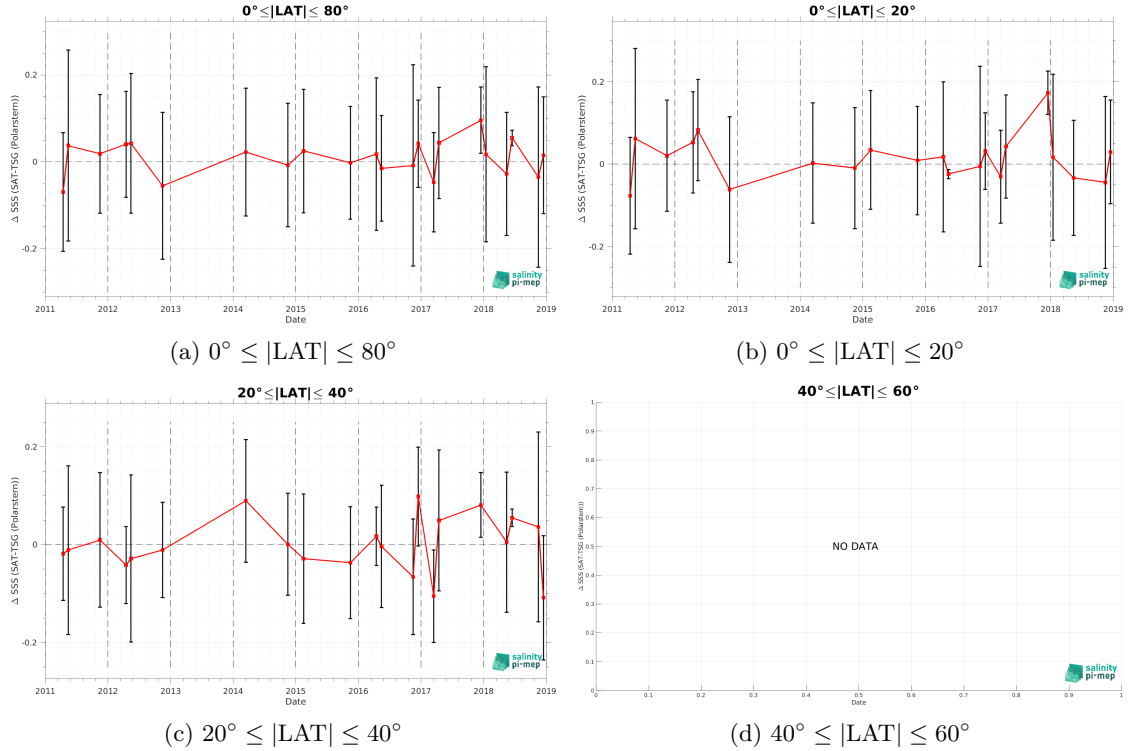 0°≤|LAT|≤ 80°
Δ SSS (SAT-TSG (Polarstern))
0.2
0
-0.2
2011 2012 2013 2014 2015 2016 2017 2018 2019
Date
salinity
pi-mep
(a) 0° ≤ |LAT| ≤ 80°
0°≤|LAT|≤ 20°
Δ SSS (SAT-TSG (Polarstern))
0.2
0
-0.2
2011 2012 2013 2014 2015 2016 2017 2018 2019
Date
salinity
pi-mep
(b) 0° ≤ |LAT| ≤ 20°
20°≤|LAT|≤ 40°
Δ SSS (SAT-TSG (Polarstern))
0.2
0
-0.2
2011 2012 2013 2014 2015 2016 2017 2018 2019
Date
salinity
pi-mep
(c) 20° ≤ |LAT| ≤ 40°
40°≤|LAT|≤ 60°
Δ SSS (SAT-TSG (Polarstern))
1
0.9
0.8
0.7
0.6
0.5
0.4
0.3
0.2
0.1
0
NO DATA
0 0.1 0.2 0.3 0.4 0.5 0.6 0.7 0.8 0.9 1
Date
salinity
pi-mep
(d) 40° ≤ |LAT| ≤ 60°